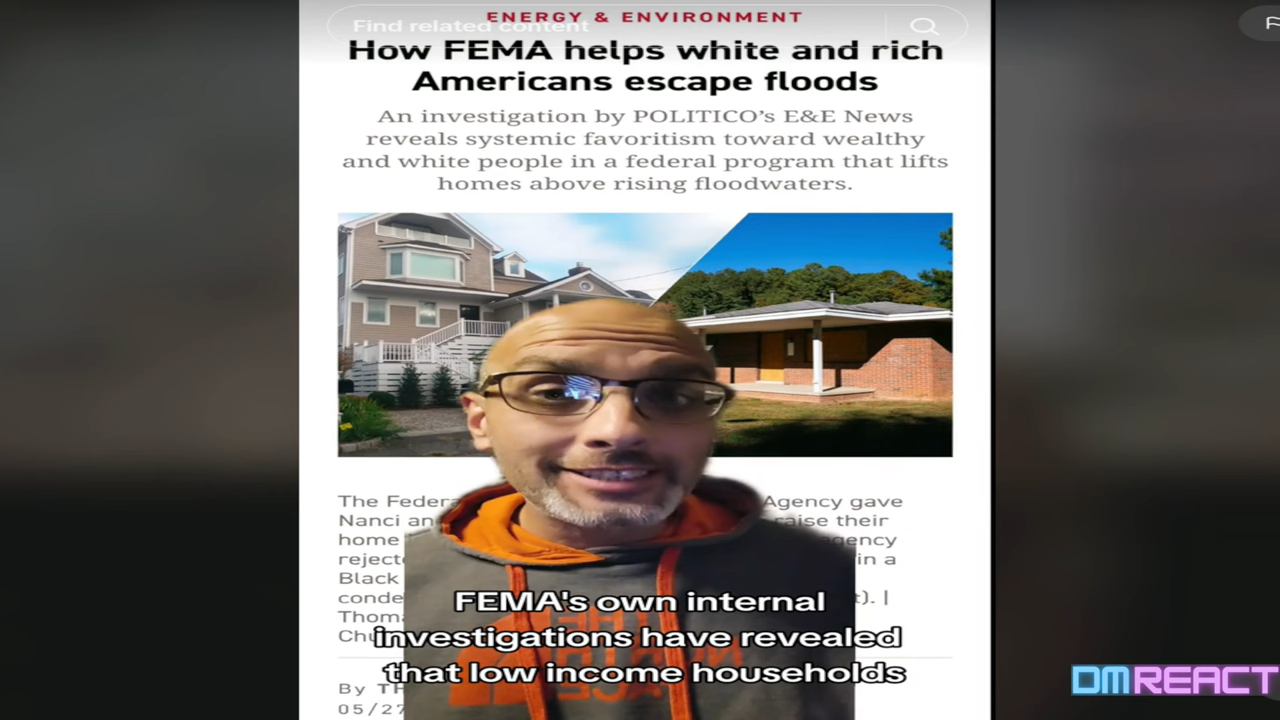 ENERGY & ENVIRONMENT
Find related content
How FEMA helps white and rich
Americans escape floods
An investigation by POLITICO's E&E News
reveals systemic favoritism toward wealthy
and white people in a federal program that lifts
homes above rising floodwaters.
The Federa Agency gave
Nanci an raise their
home agency
rejecte in a
Black
conde t). |
Thoma
Chu
FEMA's own internal
investigations have revealed
that low income households
By TH
05/27
DMREACT